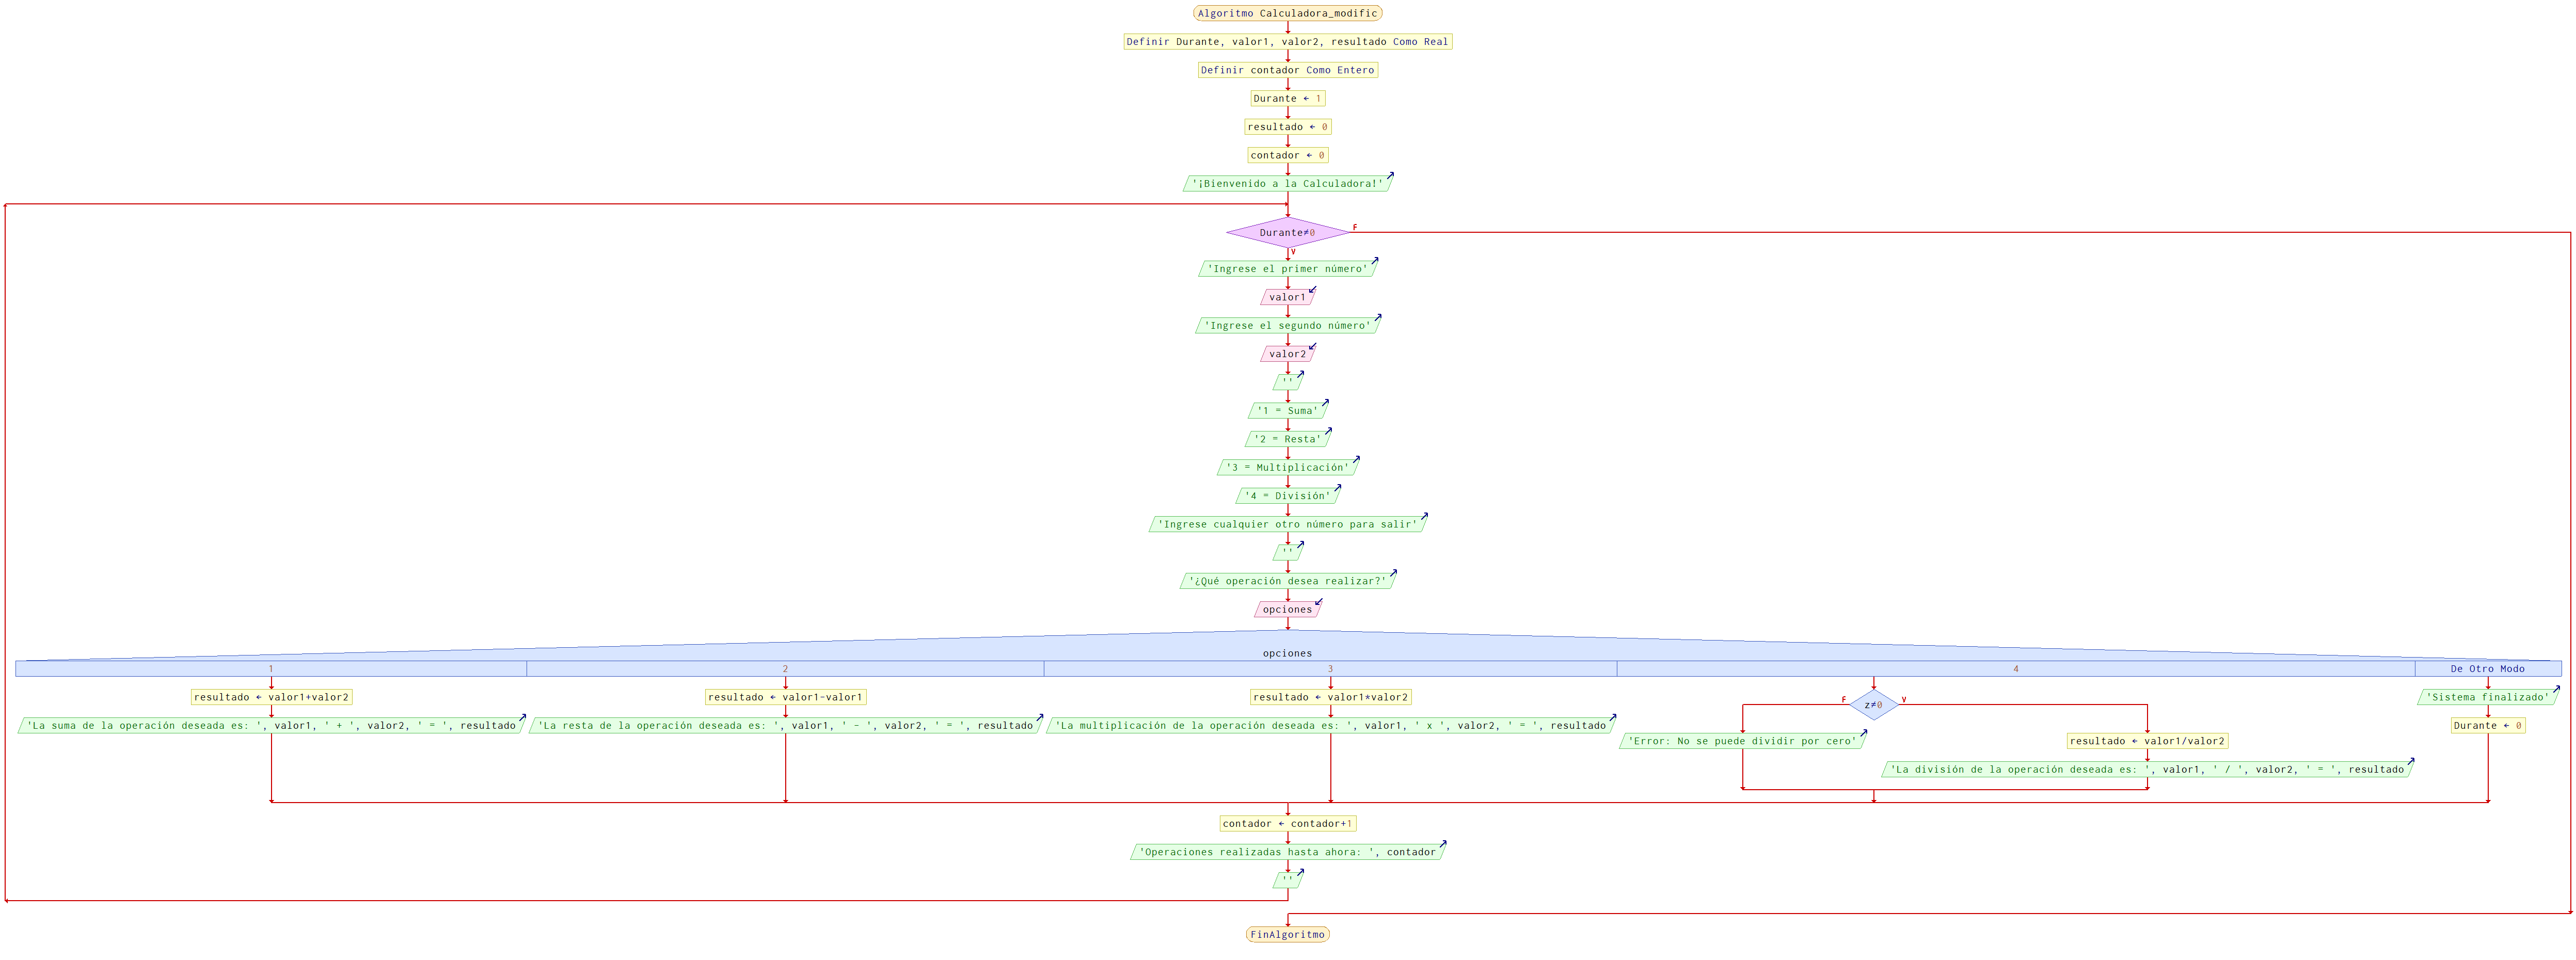 Algoritmo Calculadora_modific
Definir Durante, valor1, valor2, resultado Como Real
Definir contador Como Entero
Durante ← 1
resultado ← 0
contador ← 0
'¡Bienvenido a la Calculadora!'
Durante≠0
F
V
'Ingrese el primer número'
valor1
'Ingrese el segundo número'
valor2
''
'1 = Suma'
'2 = Resta'
'3 = Multiplicación'
'4 = División'
'Ingrese cualquier otro número para salir'
''
'¿Qué operación desea realizar?'
opciones
opciones
1
2
3
4
De Otro Modo
resultado ← valor1+valor2
'La suma de la operación deseada es: ', valor1, ' + ', valor2, ' = ', resultado
resultado ← valor1-valor1
'La resta de la operación deseada es: ', valor1, ' - ', valor2, ' = ', resultado
resultado ← valor1*valor2
'La multiplicación de la operación deseada es: ', valor1, ' x ', valor2, ' = ', resultado
F
z≠0
V
'Error: No se puede dividir por cero'
resultado ← valor1/valor2
'La división de la operación deseada es: ', valor1, ' / ', valor2, ' = ', resultado
'Sistema finalizado'
Durante ← 0
contador ← contador+1
'Operaciones realizadas hasta ahora: ', contador
''
FinAlgoritmo